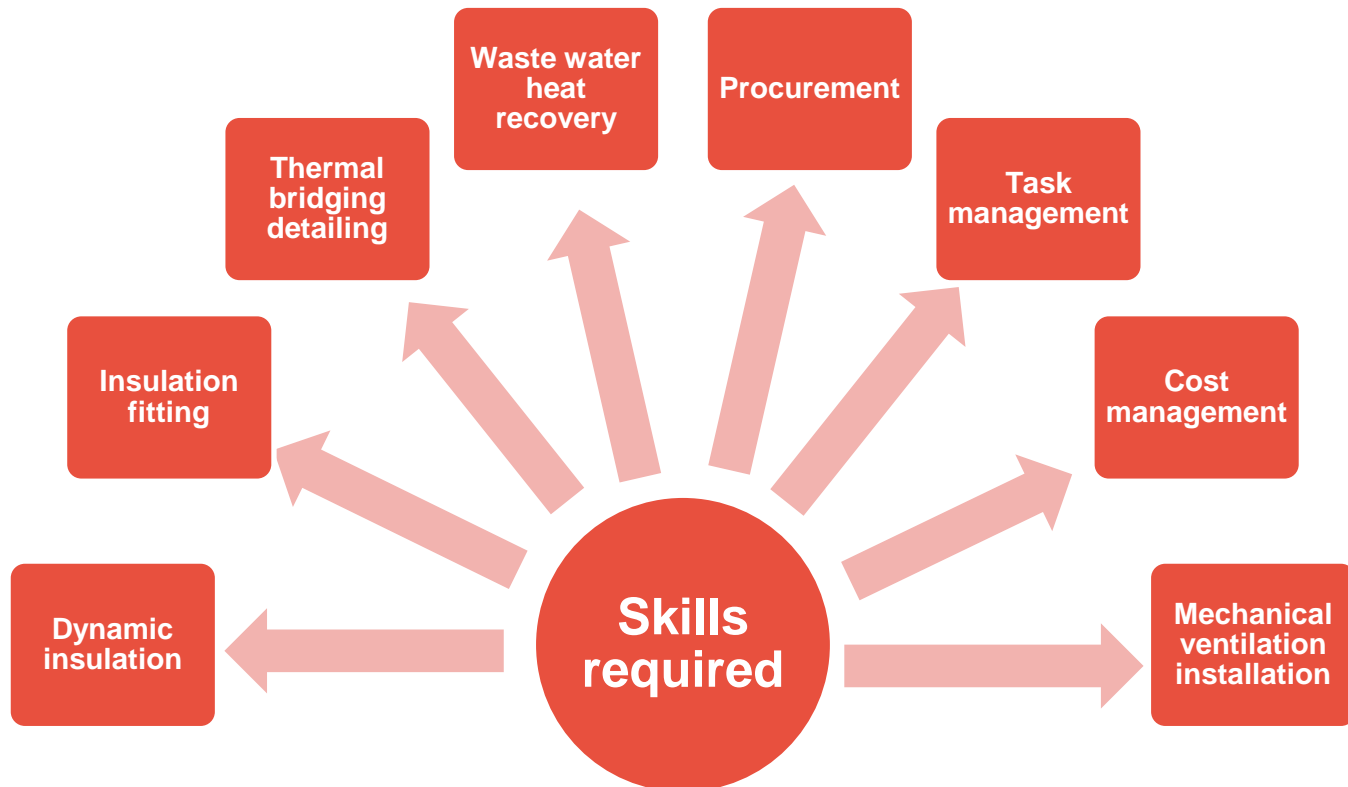 Waste water
heat
recovery
Procurement
Thermal
bridging
detailing
Task
management
Insulation
fitting
Cost
management
Dynamic
insulation
Skills
required
Mechanical
ventilation
installation